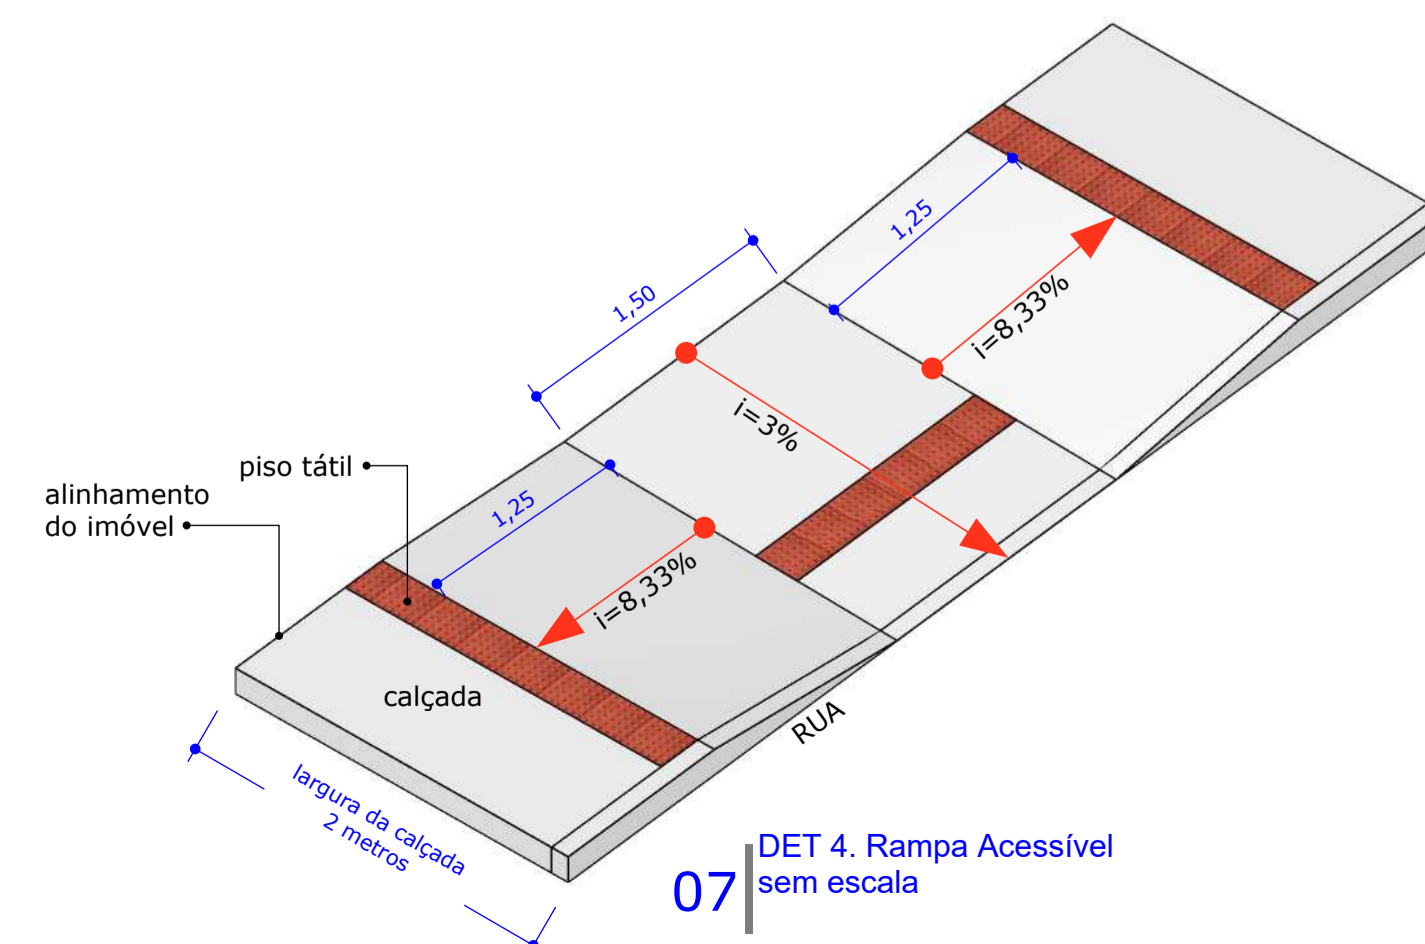 1,25
1,50
i=8,33%
i=3%
piso tátil
alinhamento
do imóvel
1,25
i=8,33%
calçada
RUA
largura da calçada
2 metros
07
DET 4. Rampa Acessível
sem escala